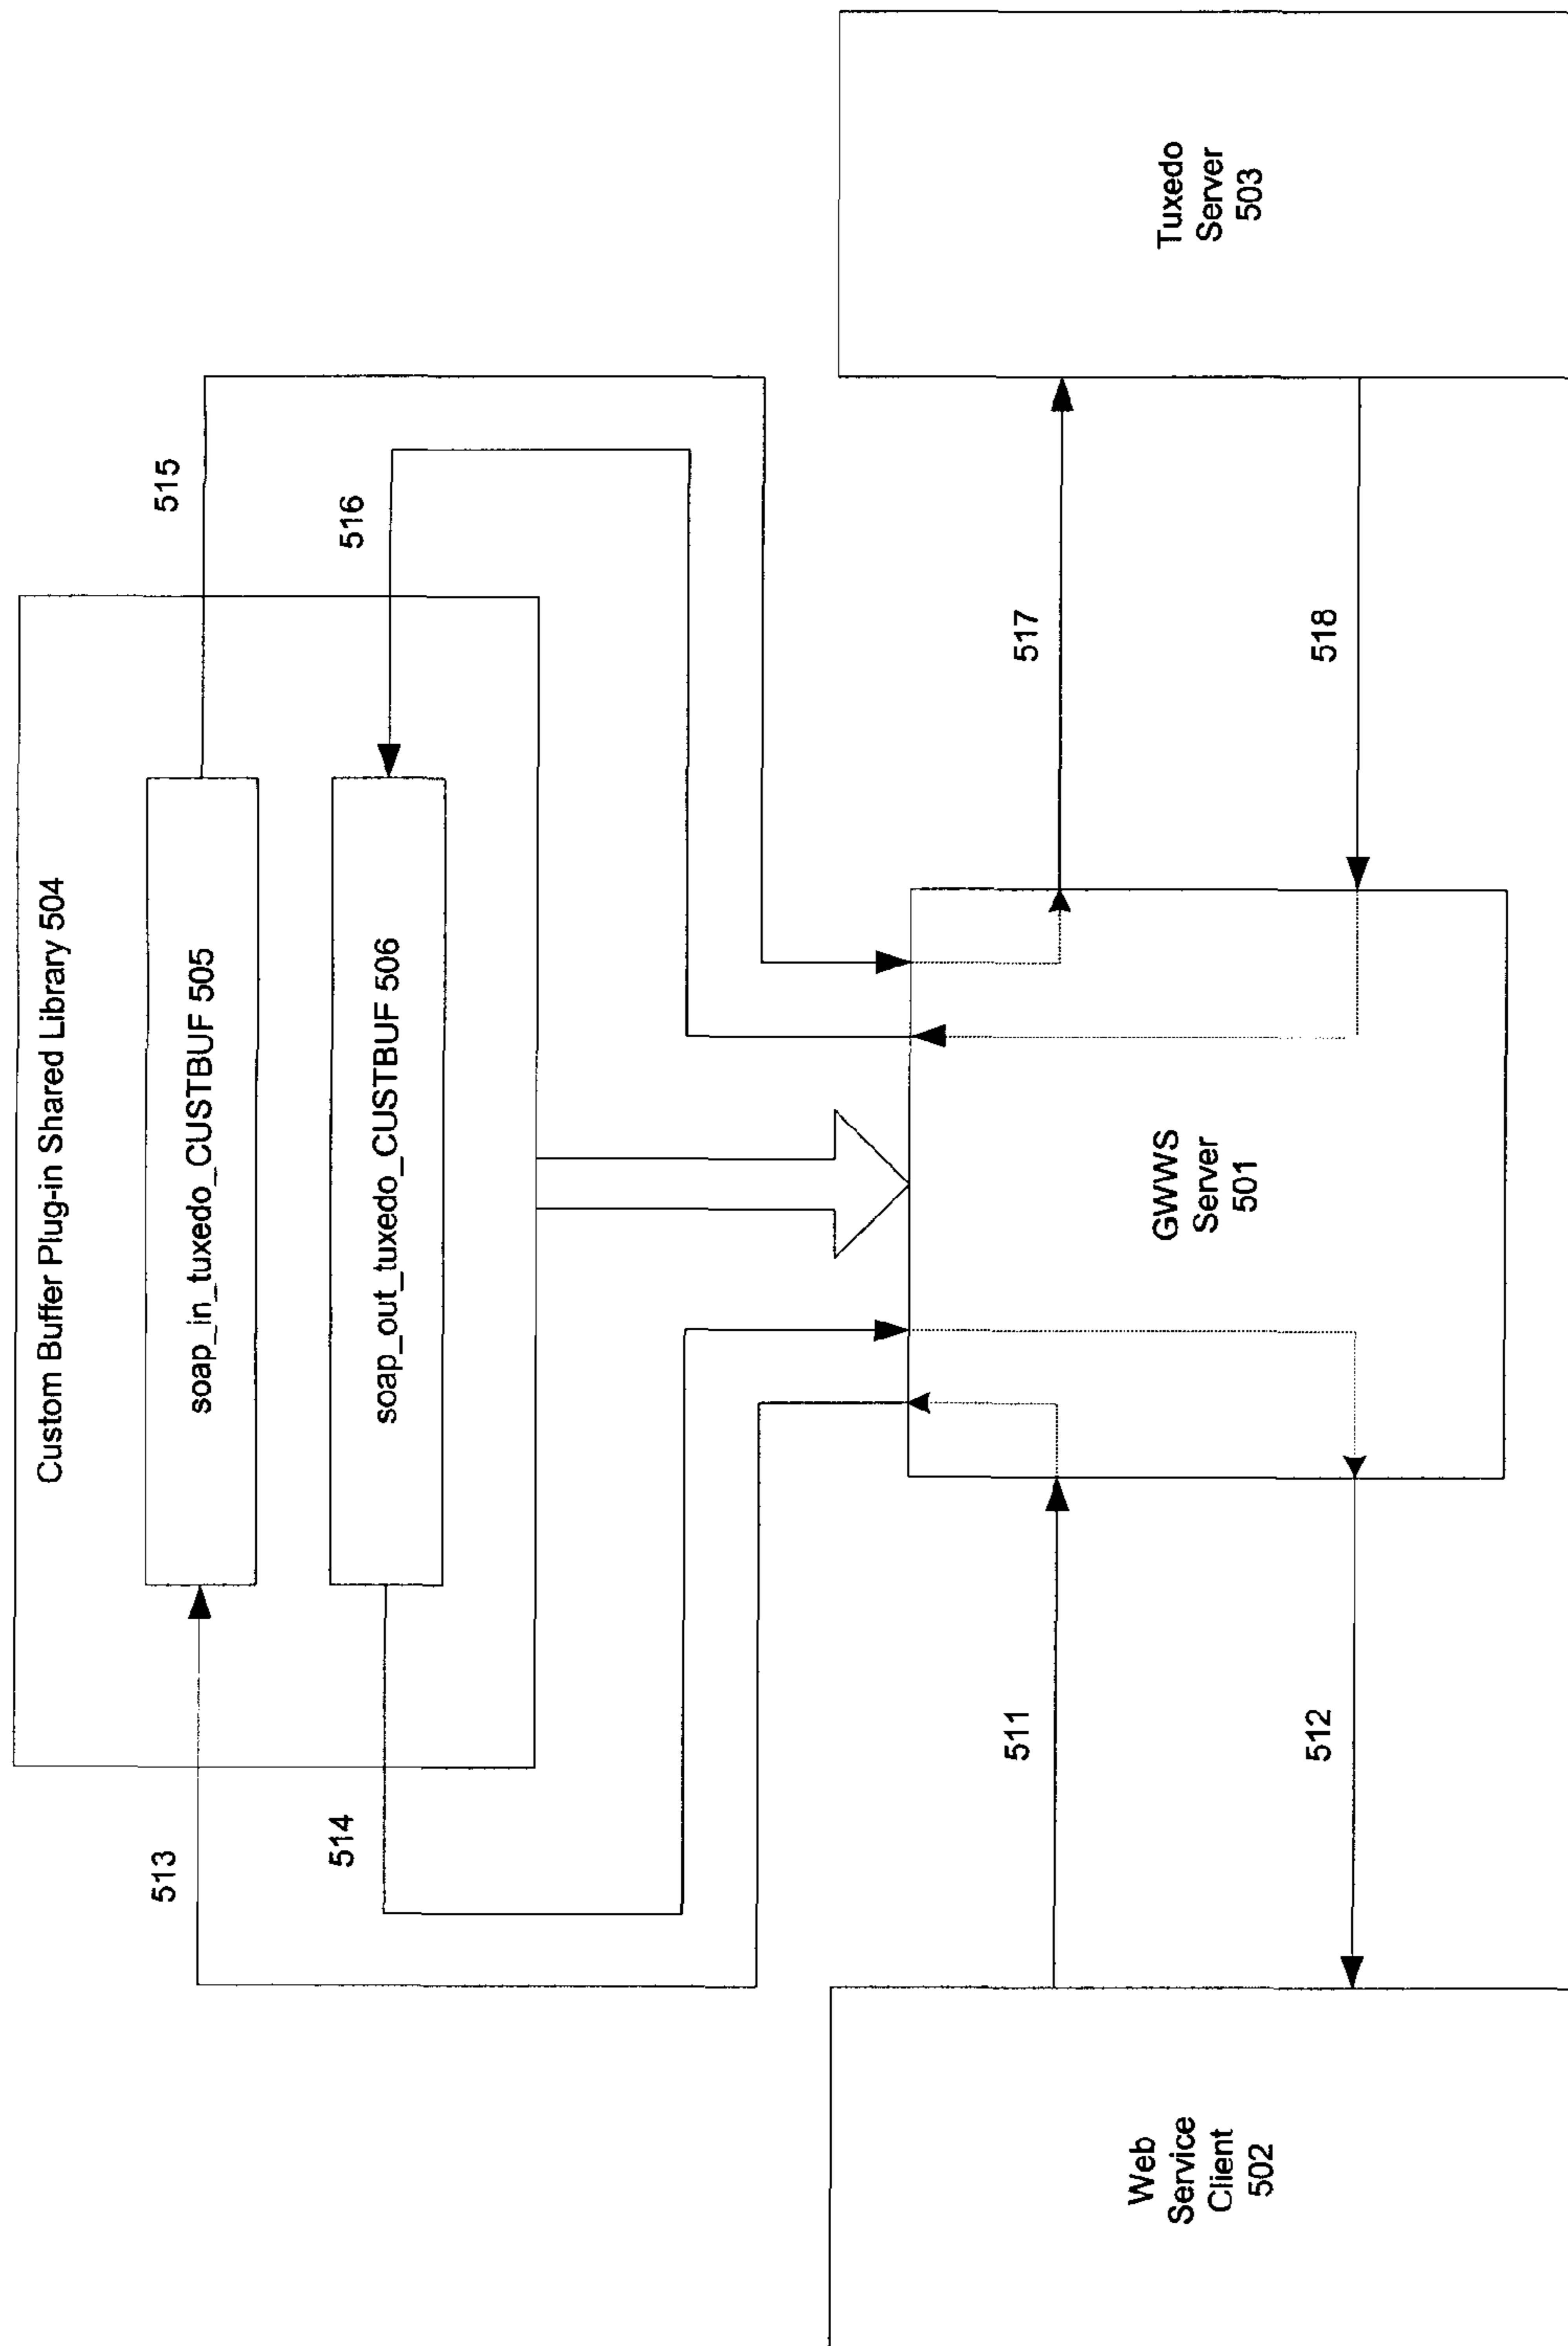 Custom Buffer Plug-in Shared Library 504
513
soap_in_tuxedo_CUSTBUF 505
515
514
soap_out_tuxedo_CUSTBUF 506
516
511
517
512
518
Web
Service
Client
502
GWWS
Server
501
Tuxedo
Server
503